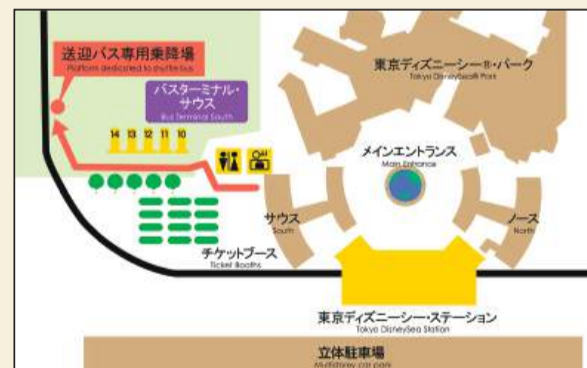 送迎バス専用乗降場
Platform dedicated to shuttle bus
バスターミナル・
サウス
Bus Terminal South
14 13 12 11 10
東京ディズニーシー®・パーク
Tokyo DisneySea® Park
メインエントランス
Main Entrance
サウス
South
ノース
North
チケットブース
Ticket Booths
東京ディズニーシー・ステーション
Tokyo DisneySea Station
立体駐車場
Multistorey car park